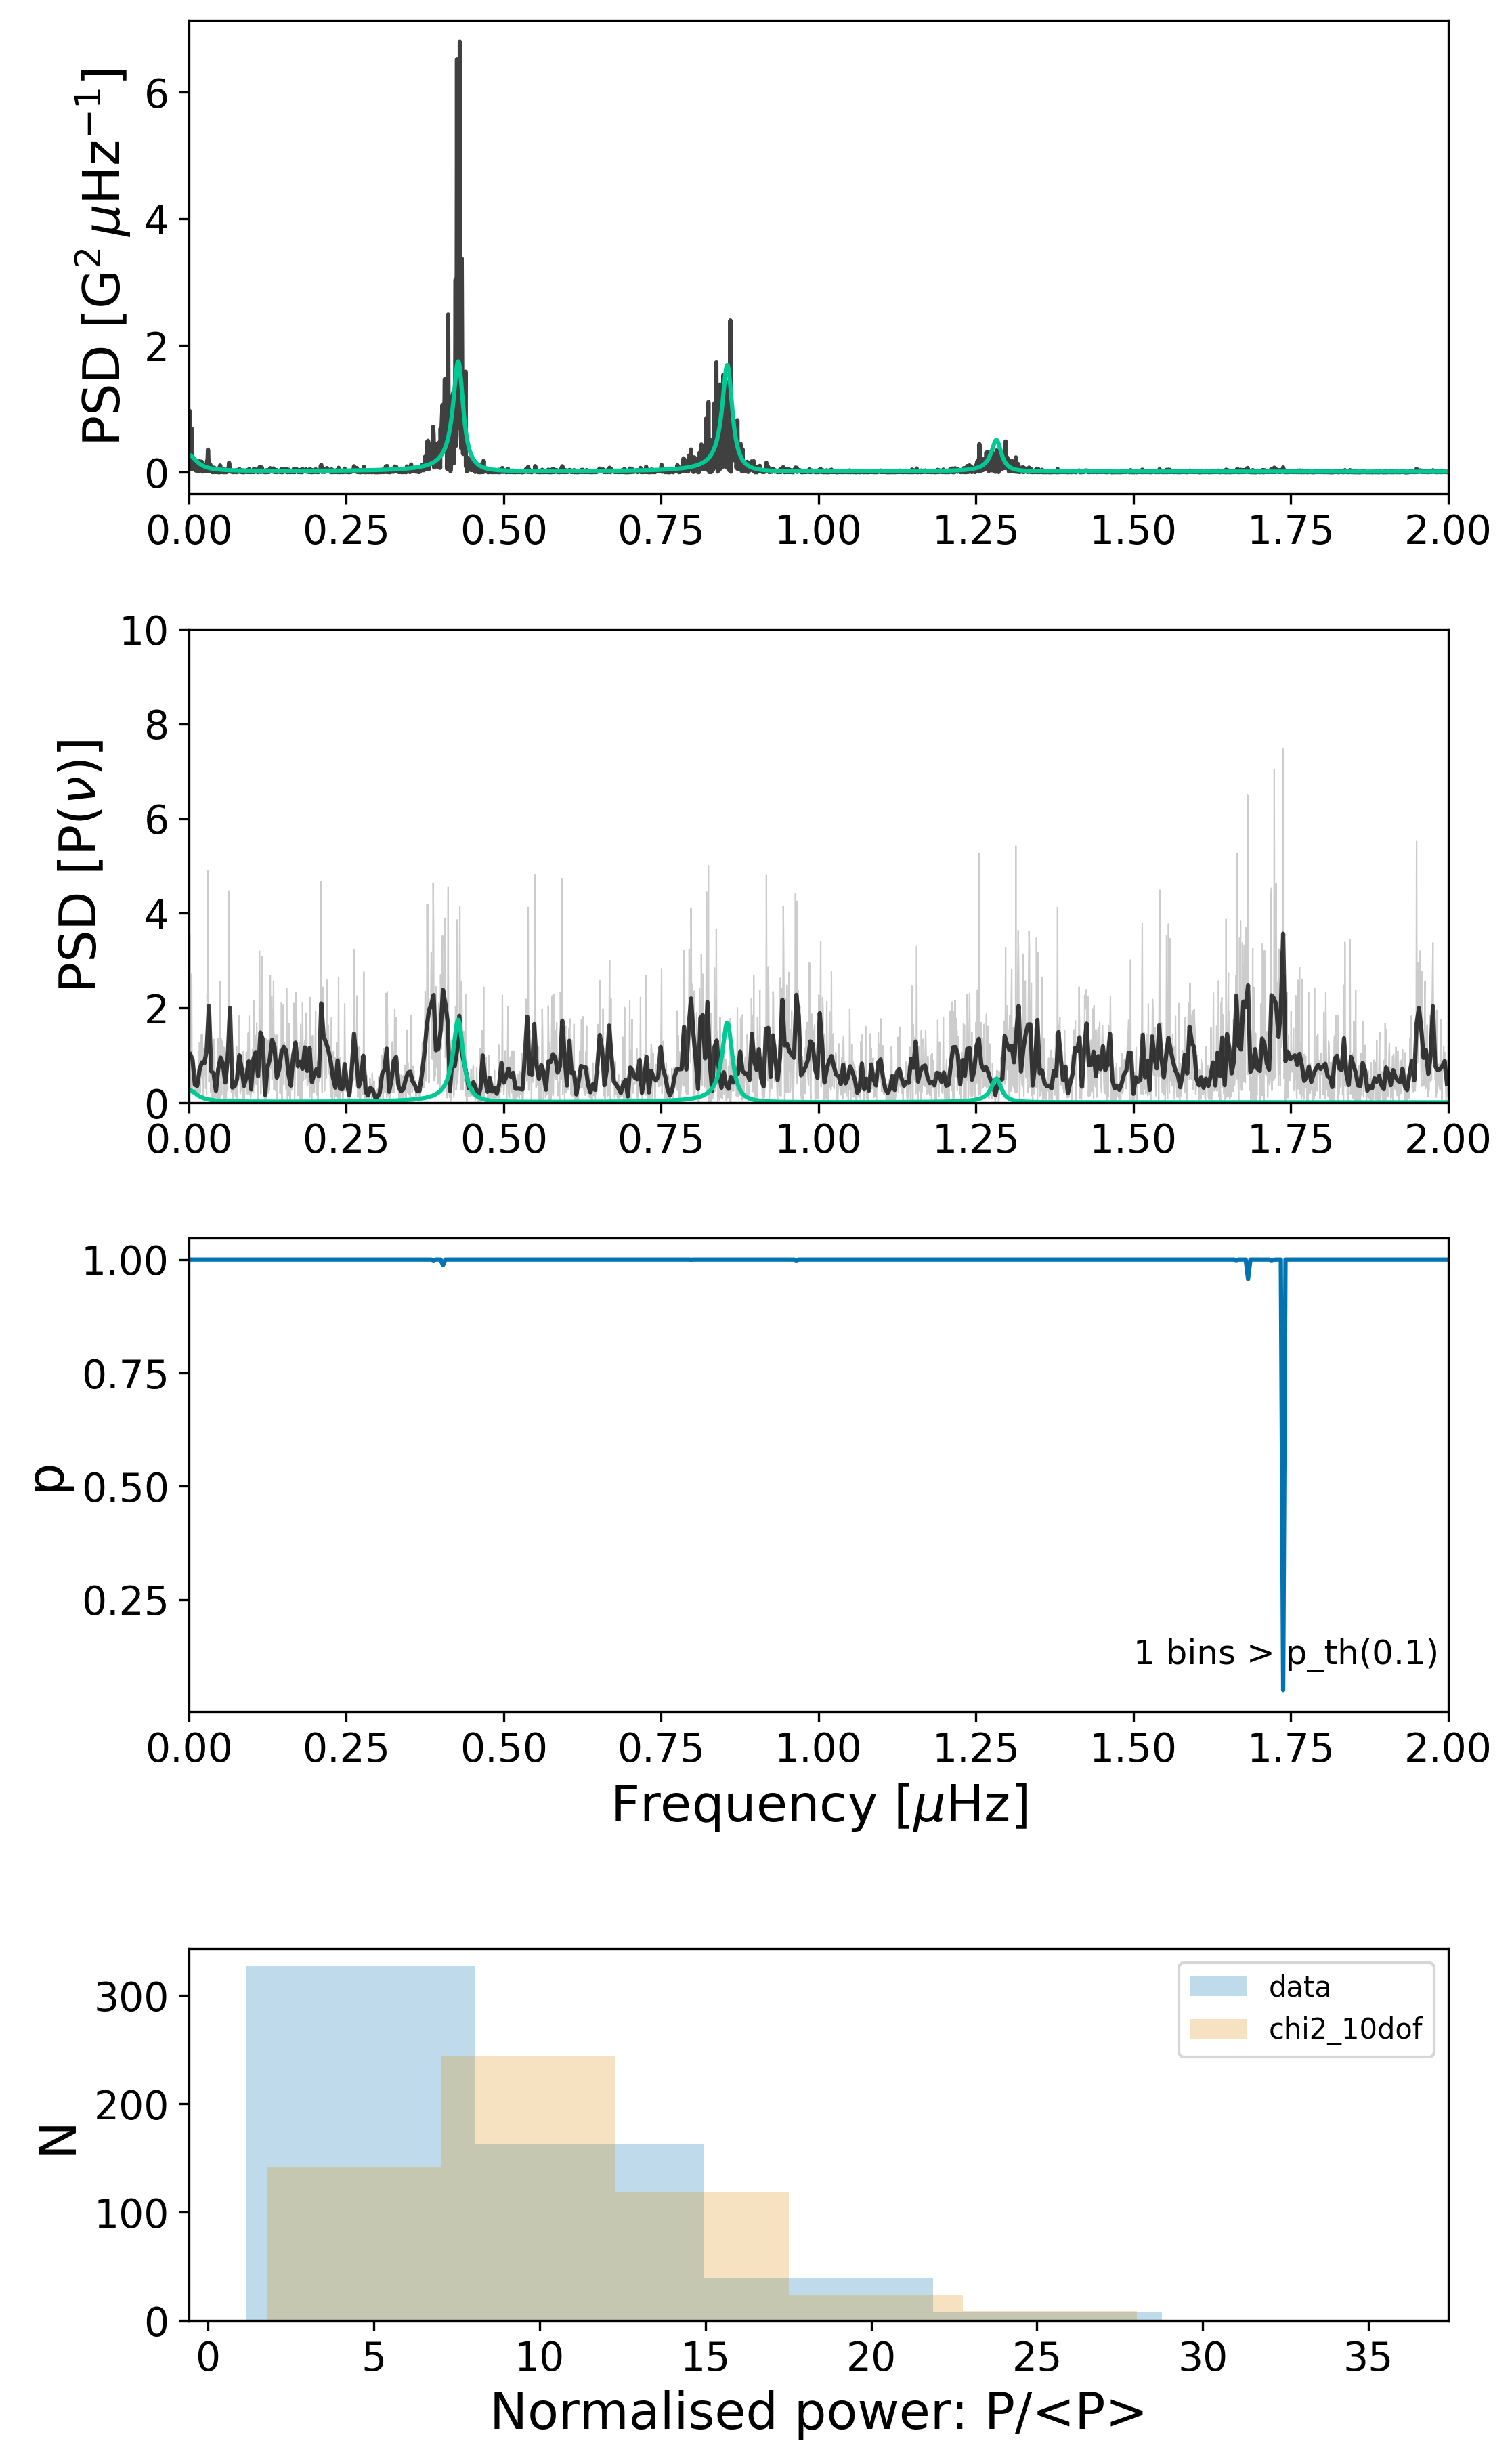 PSD [G² μHz⁻¹]
6
4
2
0
0.00 0.25 0.50 0.75 1.00 1.25 1.50 1.75 2.00
PSD [P(ν)]
10
8
6
4
2
0
0.00 0.25 0.50 0.75 1.00 1.25 1.50 1.75 2.00
p
1.00
0.75
0.50
0.25
1 bins > p_th(0.1)
0.00 0.25 0.50 0.75 1.00 1.25 1.50 1.75 2.00
Frequency [μHz]
N
300
200
100
0
data
chi2_10dof
0 5 10 15 20 25 30 35
Normalised power: P/<P>